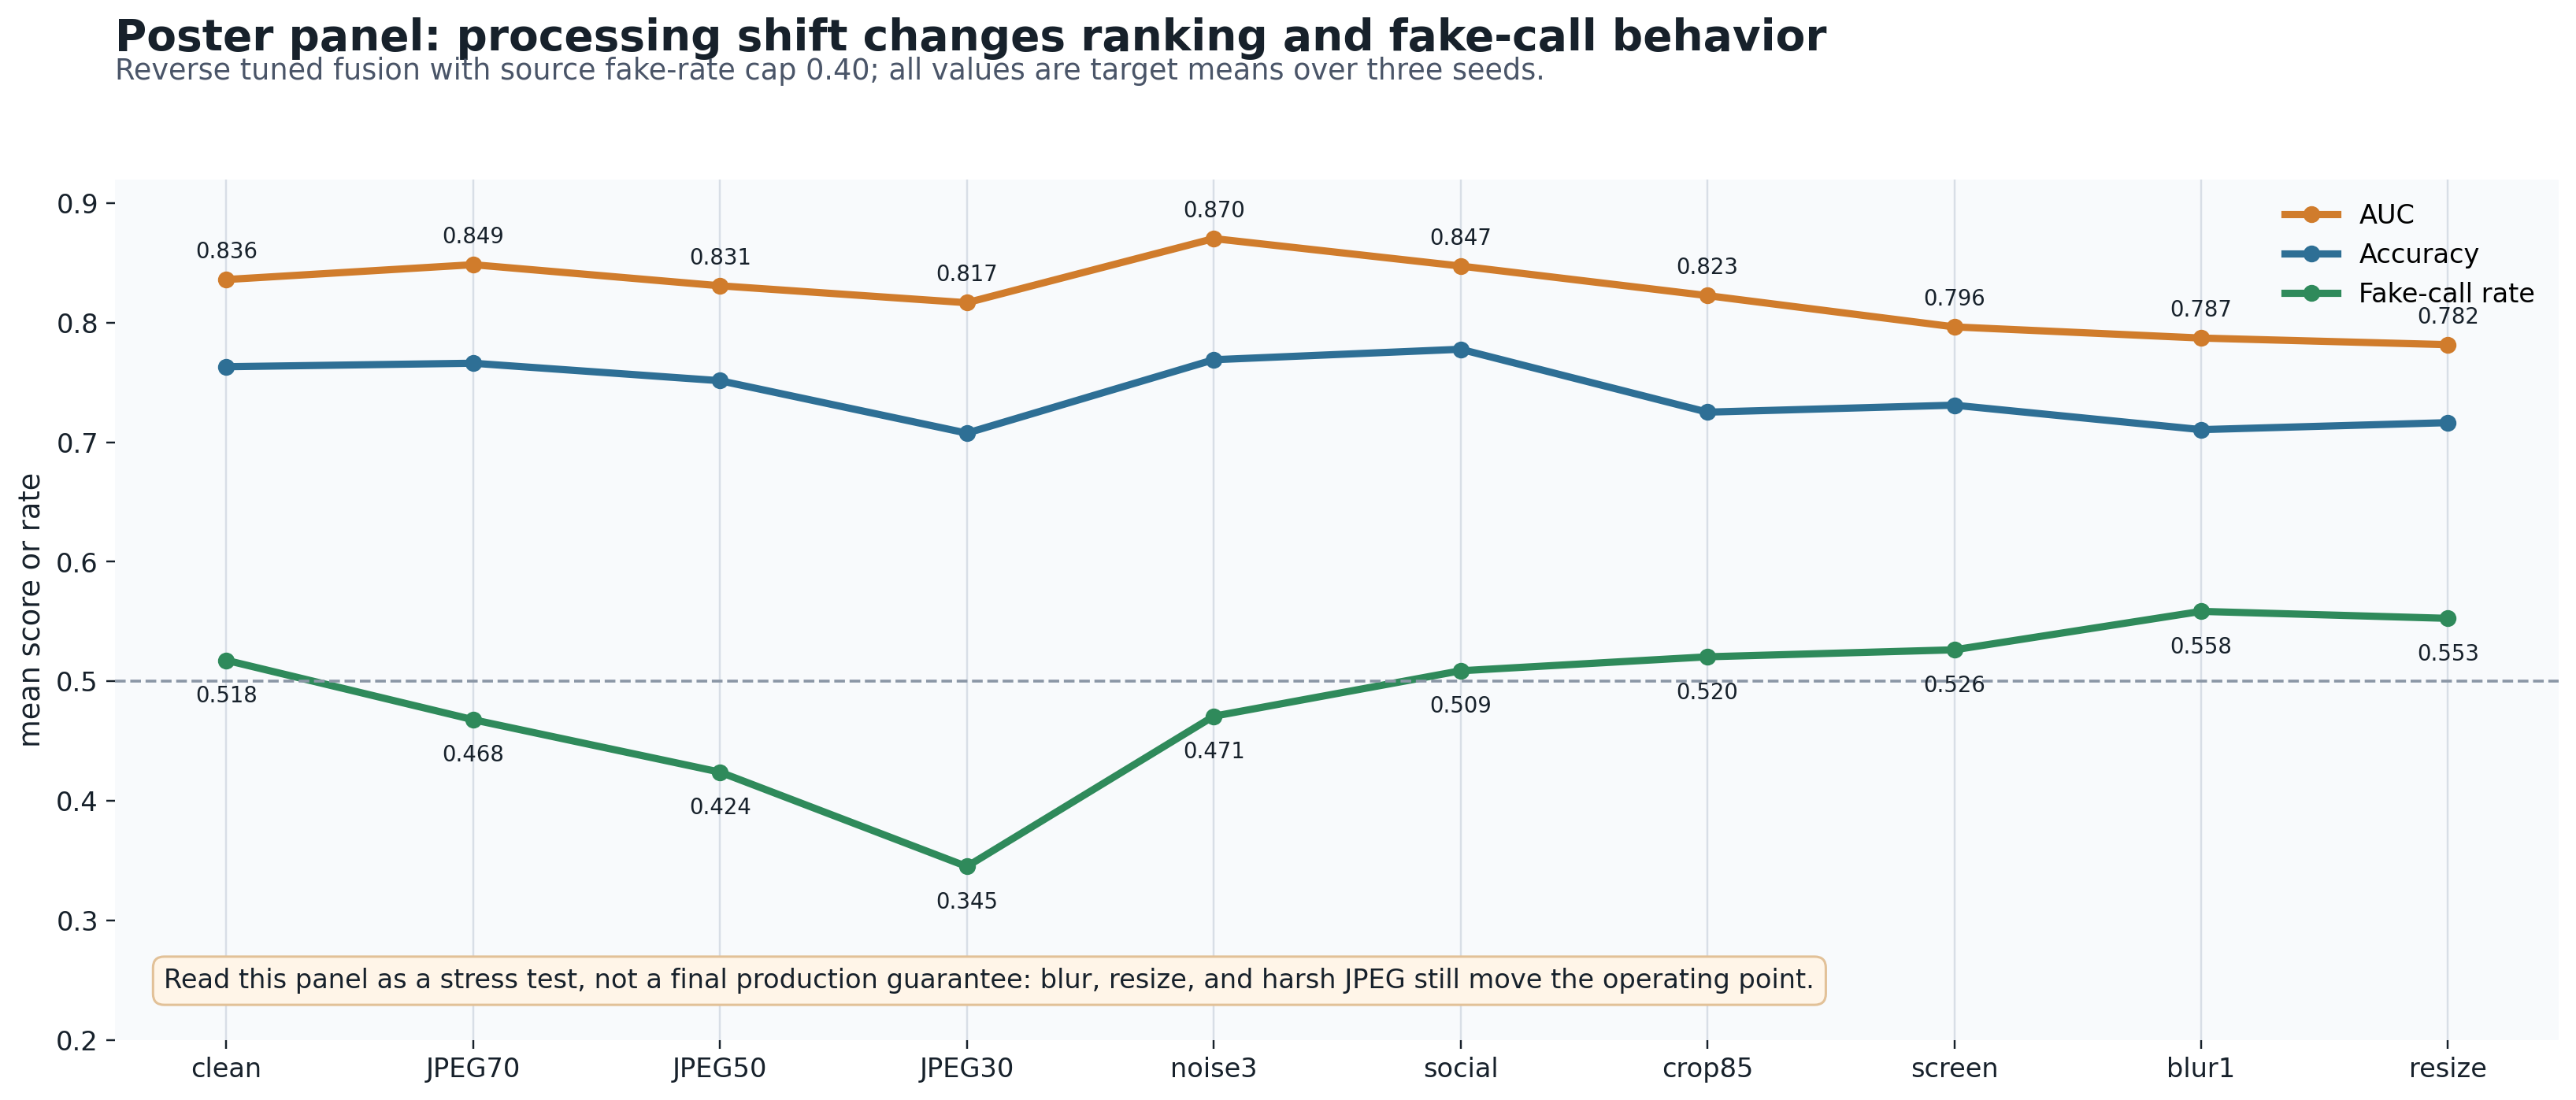 Poster panel: processing shift changes ranking and fake-call behavior
Reverse tuned fusion with source fake-rate cap 0.40; all values are target means over three seeds.
mean score or rate
0.9
0.8
0.7
0.6
0.5
0.4
0.3
0.2
AUC
Accuracy
Fake-call rate
0.836
0.849
0.831
0.817
0.870
0.847
0.823
0.796
0.787
0.782
0.518
0.468
0.424
0.345
0.471
0.509
0.520
0.526
0.558
0.553
Read this panel as a stress test, not a final production guarantee: blur, resize, and harsh JPEG still move the operating point.
clean
JPEG70
JPEG50
JPEG30
noise3
social
crop85
screen
blur1
resize